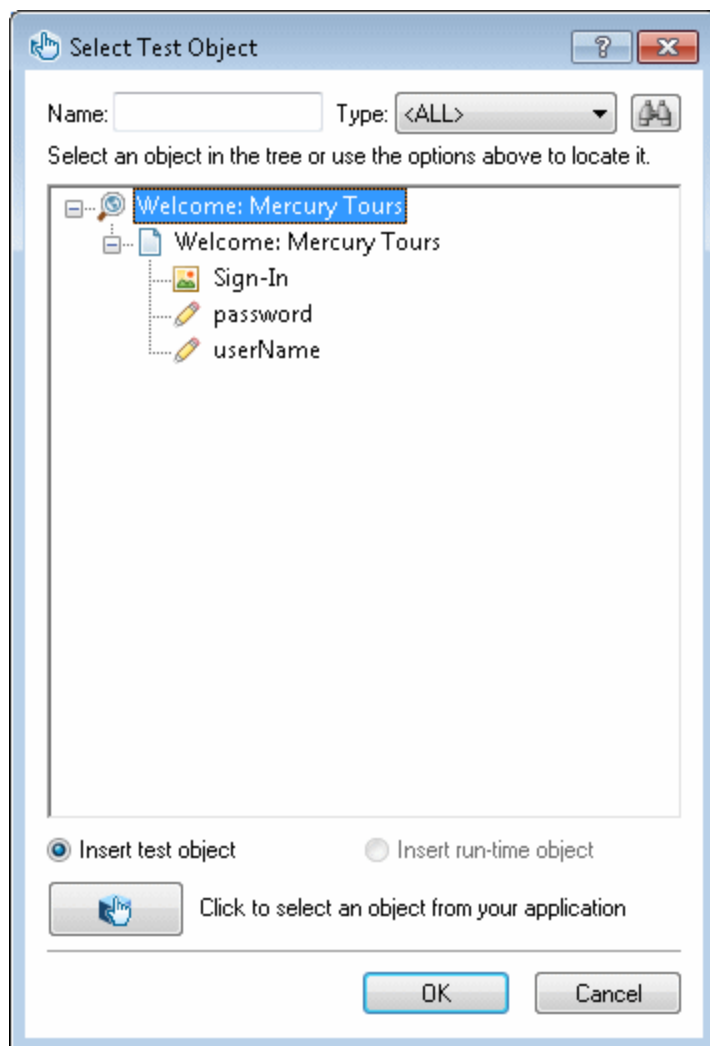 Select Test Object
Name: Type: <ALL>
Select an object in the tree or use the options above to locate it.
Welcome: Mercury Tours
Welcome: Mercury Tours
Sign-In
password
userName
Insert test object Insert run-time object
Click to select an object from your application
OK Cancel